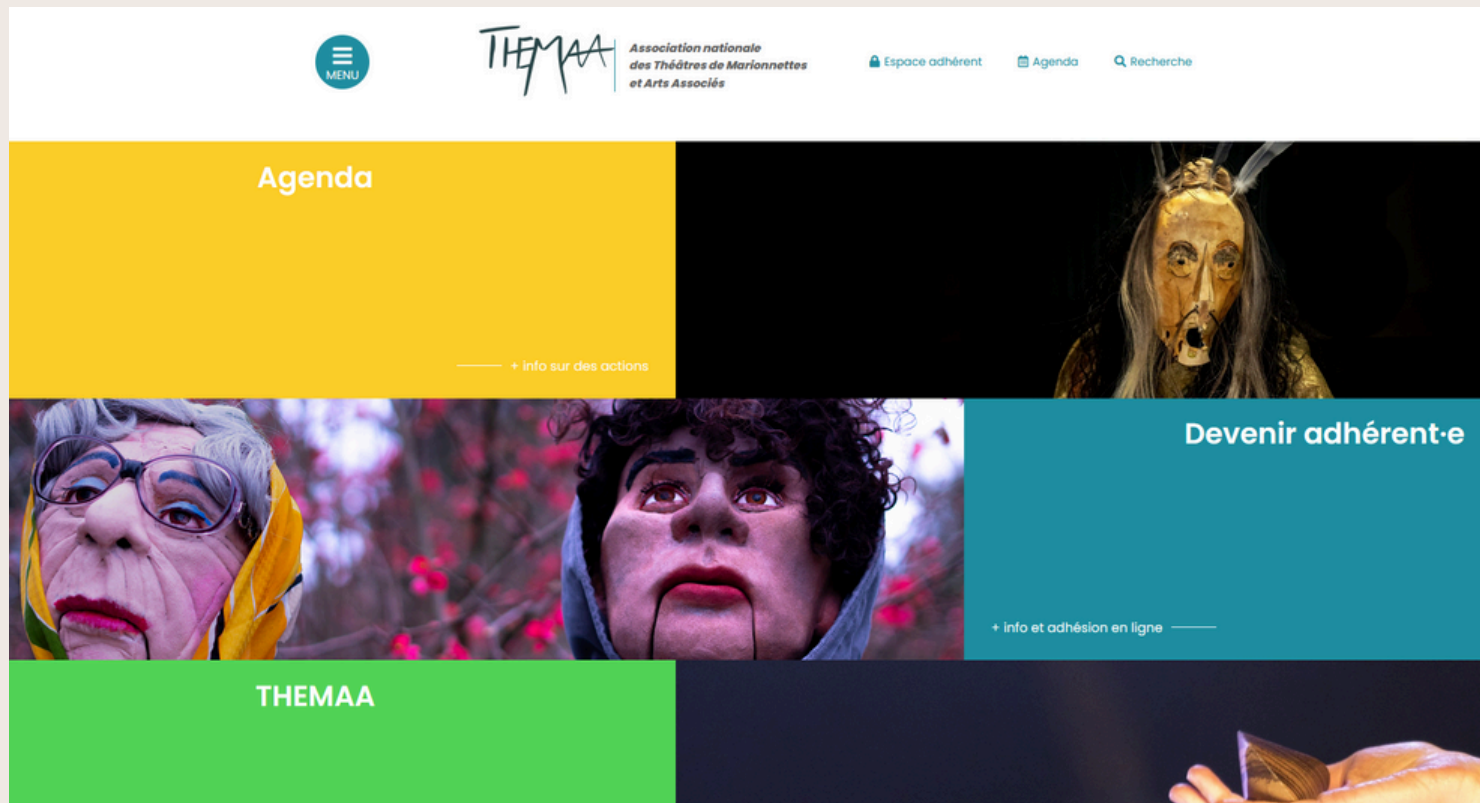 MENU
THEMAA
Association nationale
des Théâtres de Marionnettes
et Arts Associés
Espace adhérent
Agenda
Recherche
Agenda
+ info sur des actions
Devenir adhérent·e
+ info et adhésion en ligne
THEMAA